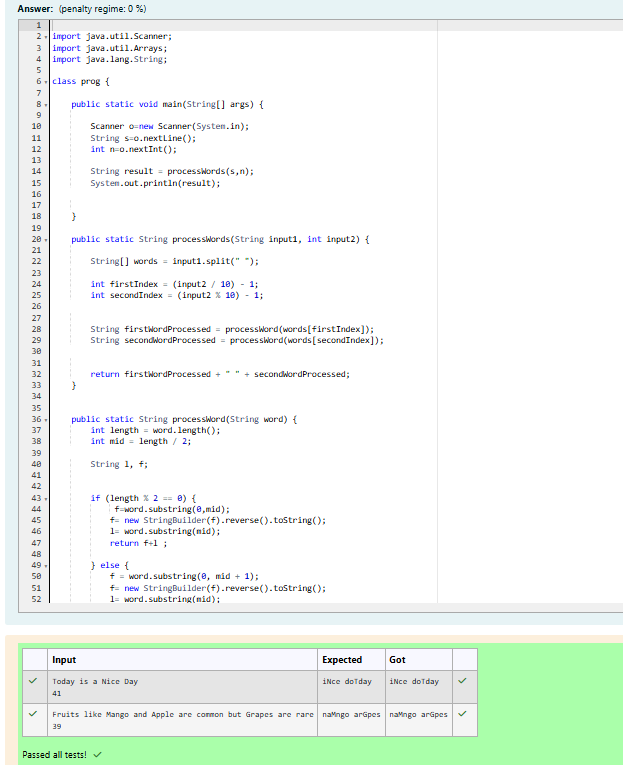 Answer: (penalty regime: 0 %)
1
2 import java.util.Scanner;
3 import java.util.Arrays;
4 import java.lang.String;
5
6 class prog {
7
8     public static void main(String[] args) {
9
10         Scanner o=new Scanner(System.in);
11         String s=o.nextLine();
12         int n=o.nextInt();
13
14         String result = processWords(s,n);
15         System.out.println(result);
16
17
18     }
19
20     public static String processWords(String input1, int input2) {
21
22         String[] words = input1.split(" ");
23
24         int firstIndex = (input2 / 10) - 1;
25         int secondIndex = (input2 % 10) - 1;
26
27
28         String firstWordProcessed = processWord(words[firstIndex]);
29         String secondWordProcessed = processWord(words[secondIndex]);
30
31
32         return firstWordProcessed + " " + secondWordProcessed;
33     }
34
35
36     public static String processWord(String word) {
37         int length = word.length();
38         int mid = length / 2;
39
40         String l, f;
41
42
43         if (length % 2 == 0) {
44             f=word.substring(0,mid);
45             f= new StringBuilder(f).reverse().toString();
46             l= word.substring(mid);
47             return f+l ;
48
49         } else {
50             f = word.substring(0, mid + 1);
51             f= new StringBuilder(f).reverse().toString();
52             l= word.substring(mid);
Input Expected Got
Today is a Nice Day iNce doTday iNce doTday
41
Fruits like Mango and Apple are common but Grapes are rare naMngo arGpes naMngo arGpes
39
Passed all tests!